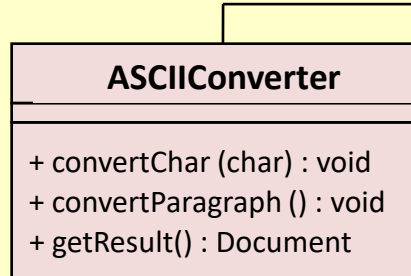 ASCIIConverter
+ convertChar (char) : void
+ convertParagraph () : void
+ getResult() : Document